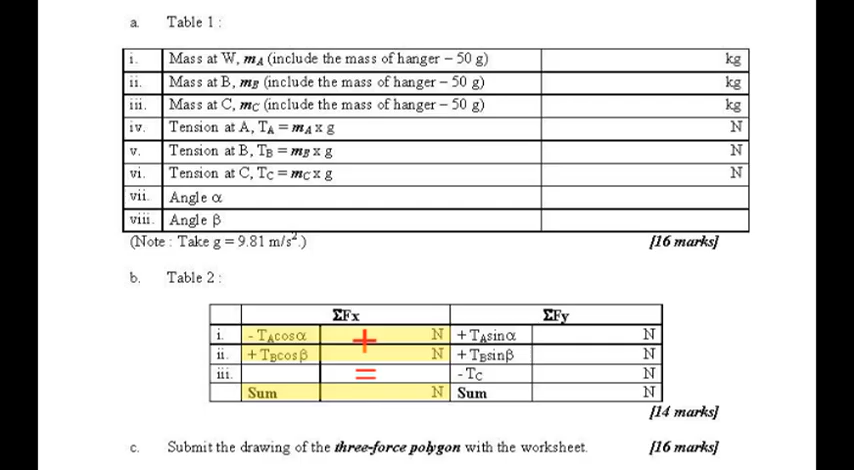 a. Table 1 :
i. Mass at W, mA (include the mass of hanger – 50 g) kg
ii. Mass at B, mB (include the mass of hanger – 50 g) kg
iii. Mass at C, mC (include the mass of hanger – 50 g) kg
iv. Tension at A, TA = mA x g N
v. Tension at B, TB = mB x g N
vi. Tension at C, TC = mC x g N
vii. Angle α
viii. Angle β
(Note : Take g = 9.81 m/s².) [16 marks]
b. Table 2 :
ΣFx ΣFy
i. - TAcosα + N + TAsinα N
ii. + TBcosβ N + TBsinβ N
iii. = - TC N
Sum N Sum N
[14 marks]
c. Submit the drawing of the three-force polygon with the worksheet. [16 marks]